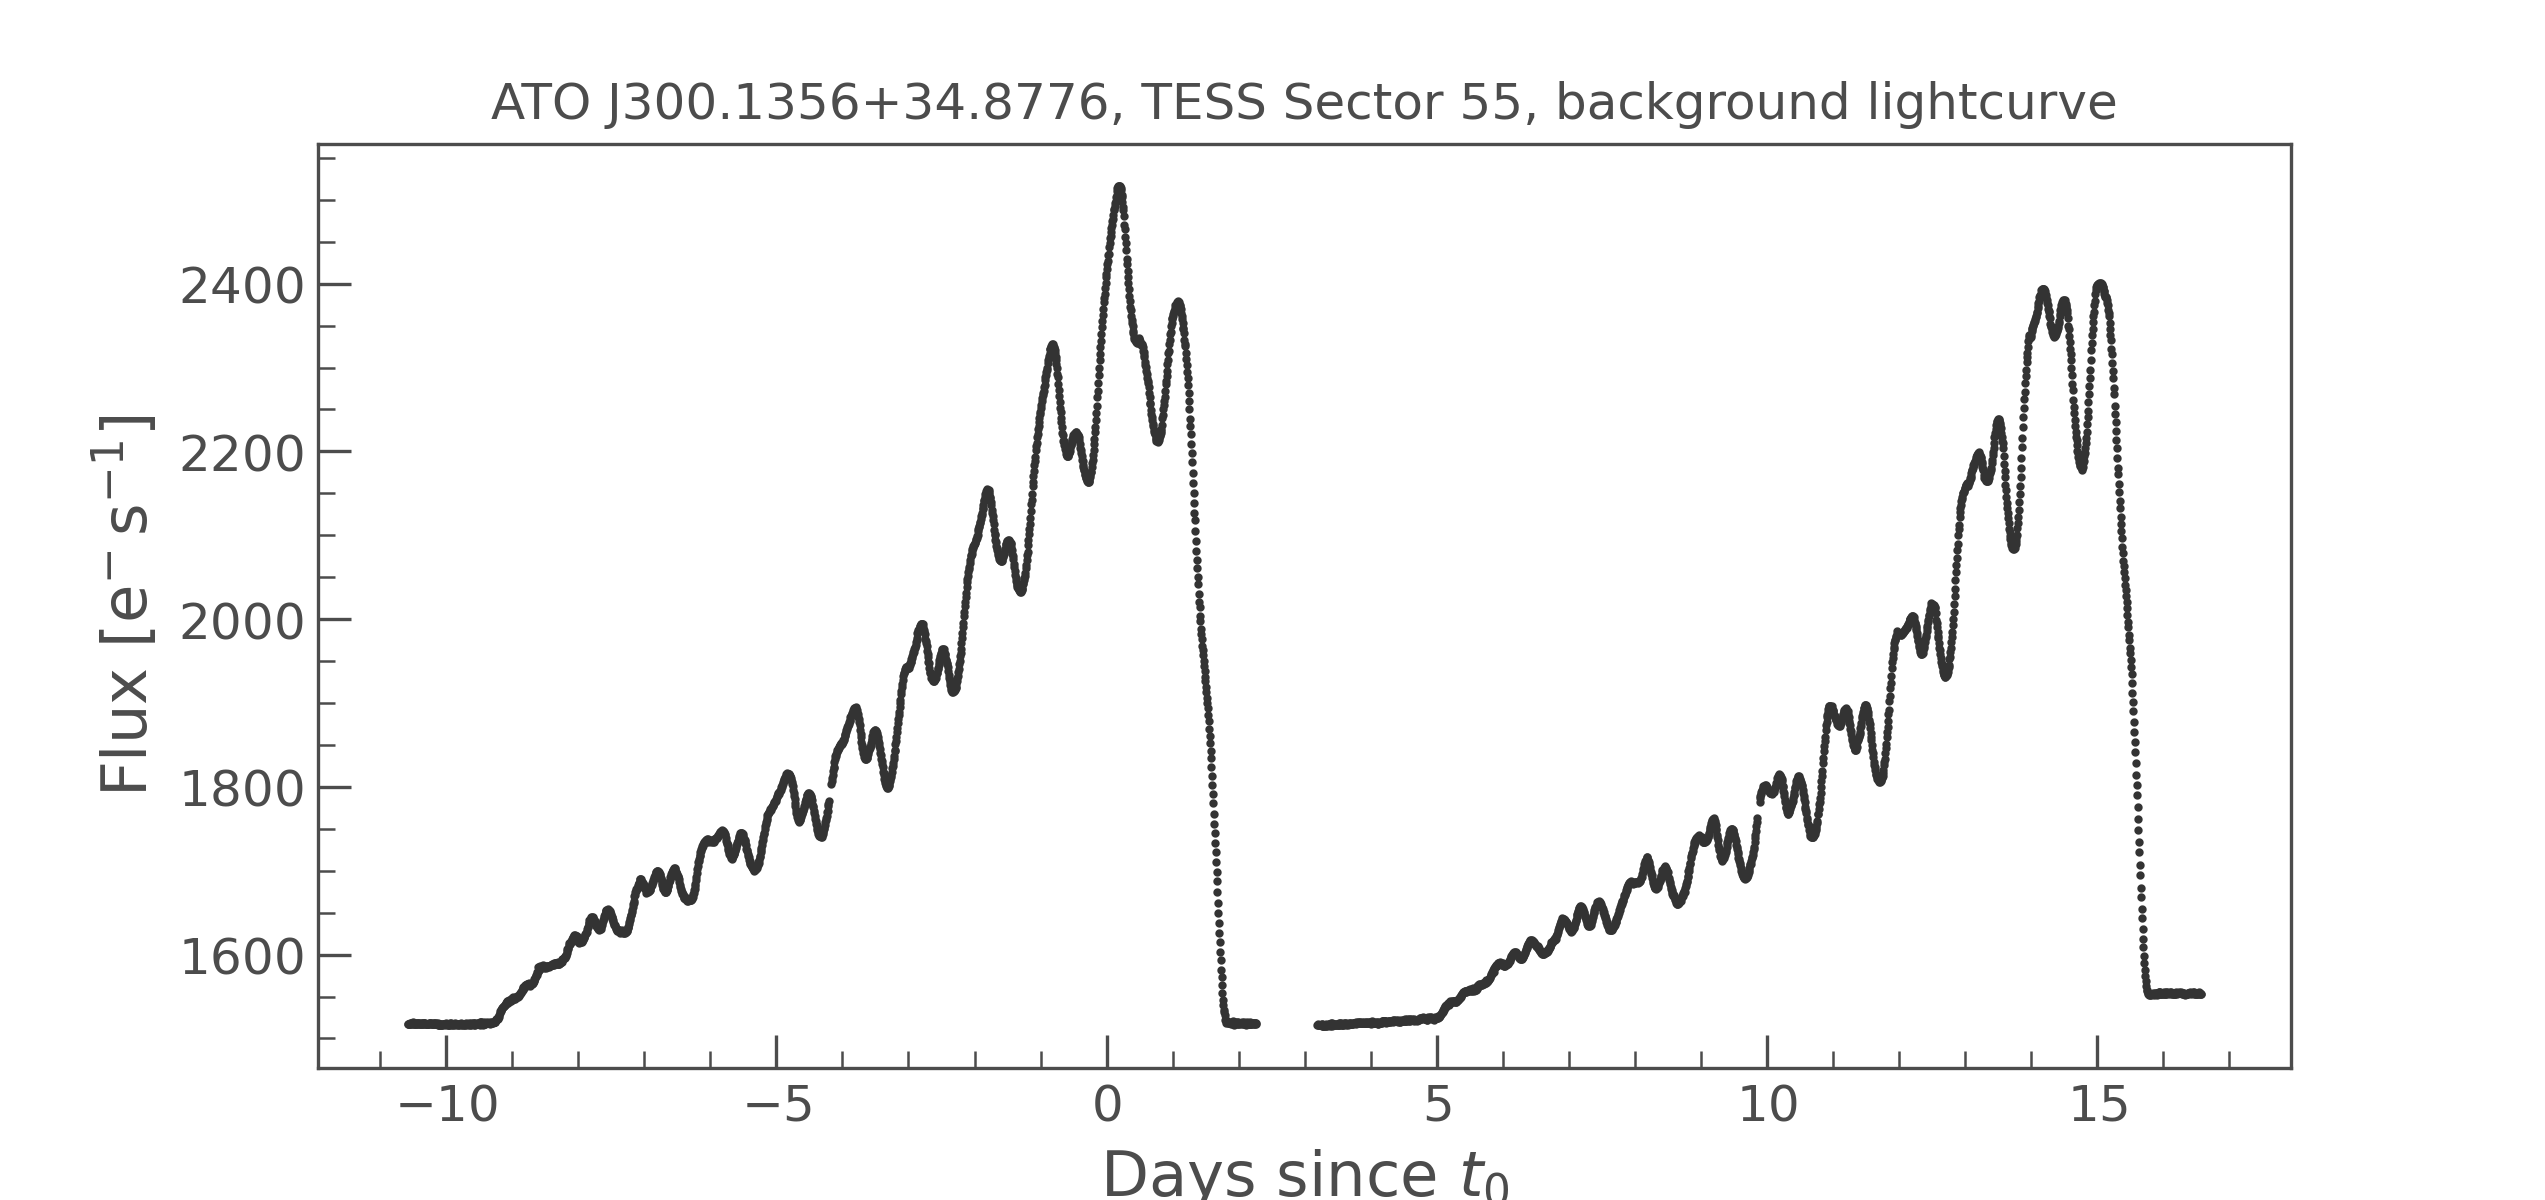 ATO J300.1356+34.8776, TESS Sector 55, background lightcurve
Flux [e⁻ s⁻¹]
2400
2200
2000
1800
1600
−10 −5 0 5 10 15
Days since t₀